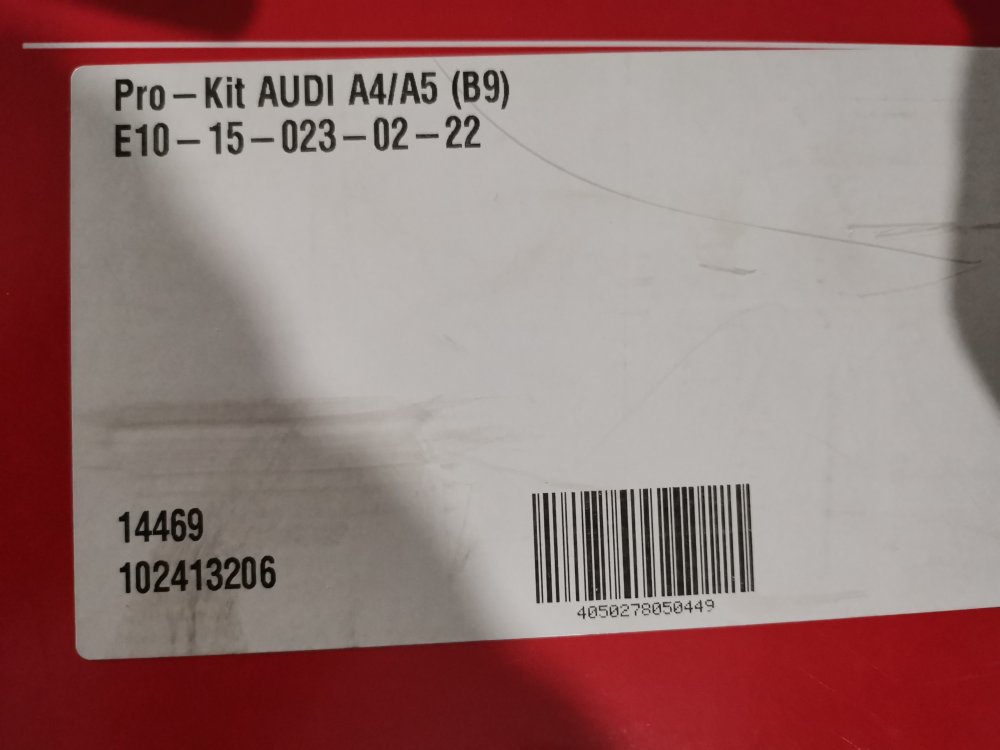 Pro – Kit AUDI A4/A5 (B9)
E10 – 15 – 023 – 02 – 22
14469
102413206
4050278050449